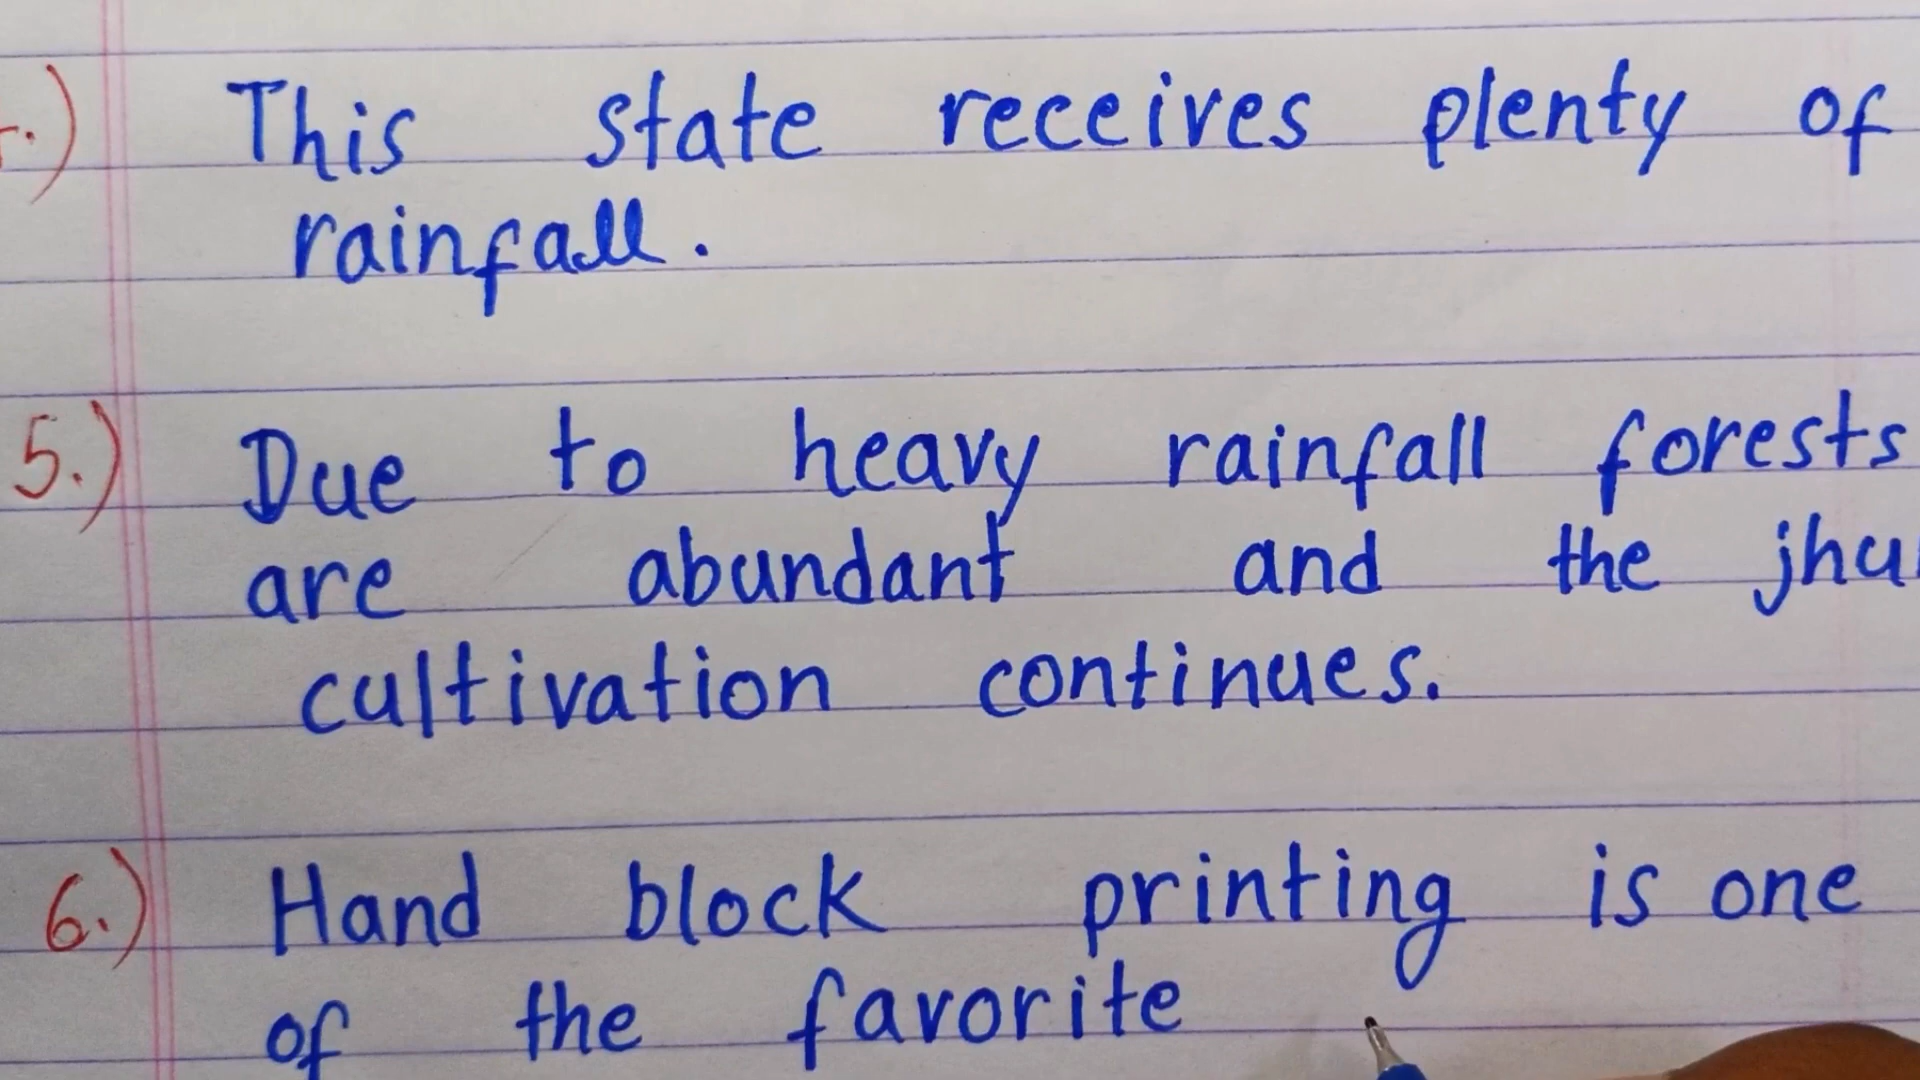 .) This state receives plenty of
rainfall.
5.) Due to heavy rainfall forests
are abundant and the
cultivation continues.
6.) Hand block printing is one
of the favorite